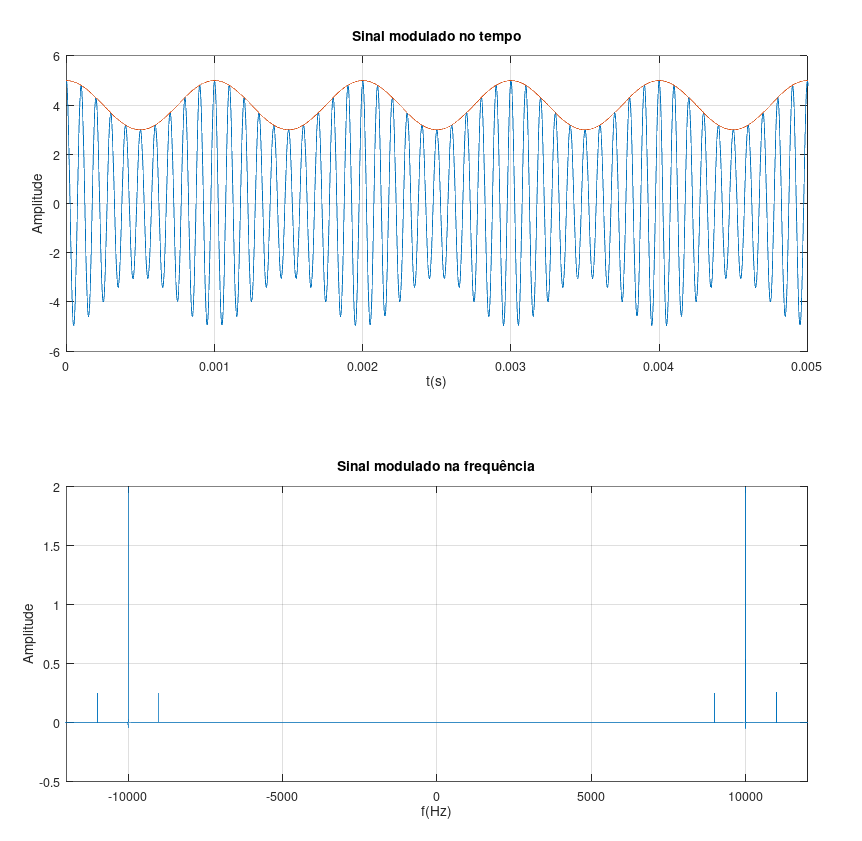 Sinal modulado no tempo
6
4
2
0
-2
-4
-6
Amplitude
0 0.001 0.002 0.003 0.004 0.005
t(s)
Sinal modulado na frequência
2
1.5
1
0.5
0
-0.5
Amplitude
-10000 -5000 0 5000 10000
f(Hz)